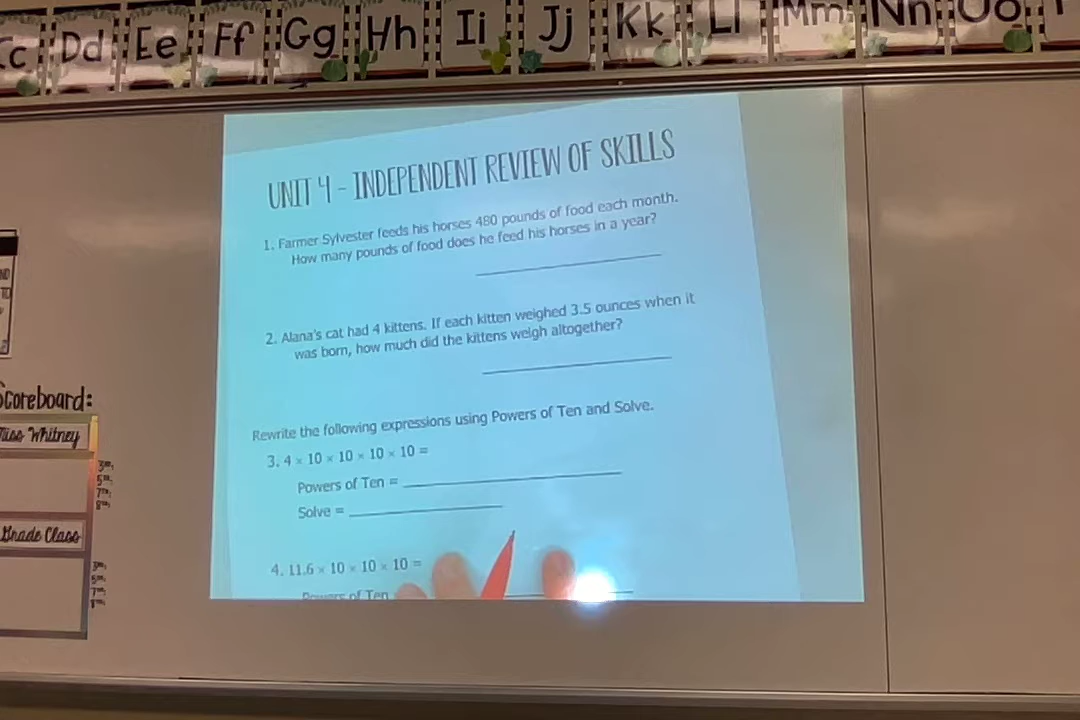 Cc Dd Ee Ff Gg Hh Ii Jj Kk Ll Mm Nn Oo
UNIT 4 - INDEPENDENT REVIEW OF SKILLS
1. Farmer Sylvester feeds his horses 480 pounds of food each month.
How many pounds of food does he feed his horses in a year?
2. Alana's cat had 4 kittens. If each kitten weighed 3.5 ounces when it
was born, how much did the kittens weigh altogether?
Rewrite the following expressions using Powers of Ten and Solve.
3. 4 × 10 × 10 × 10 × 10 =
Powers of Ten =
Solve =
4. 11.6 × 10 × 10 × 10 =
Powers of Ten
Scoreboard:
Miss Whitney
Grade Class